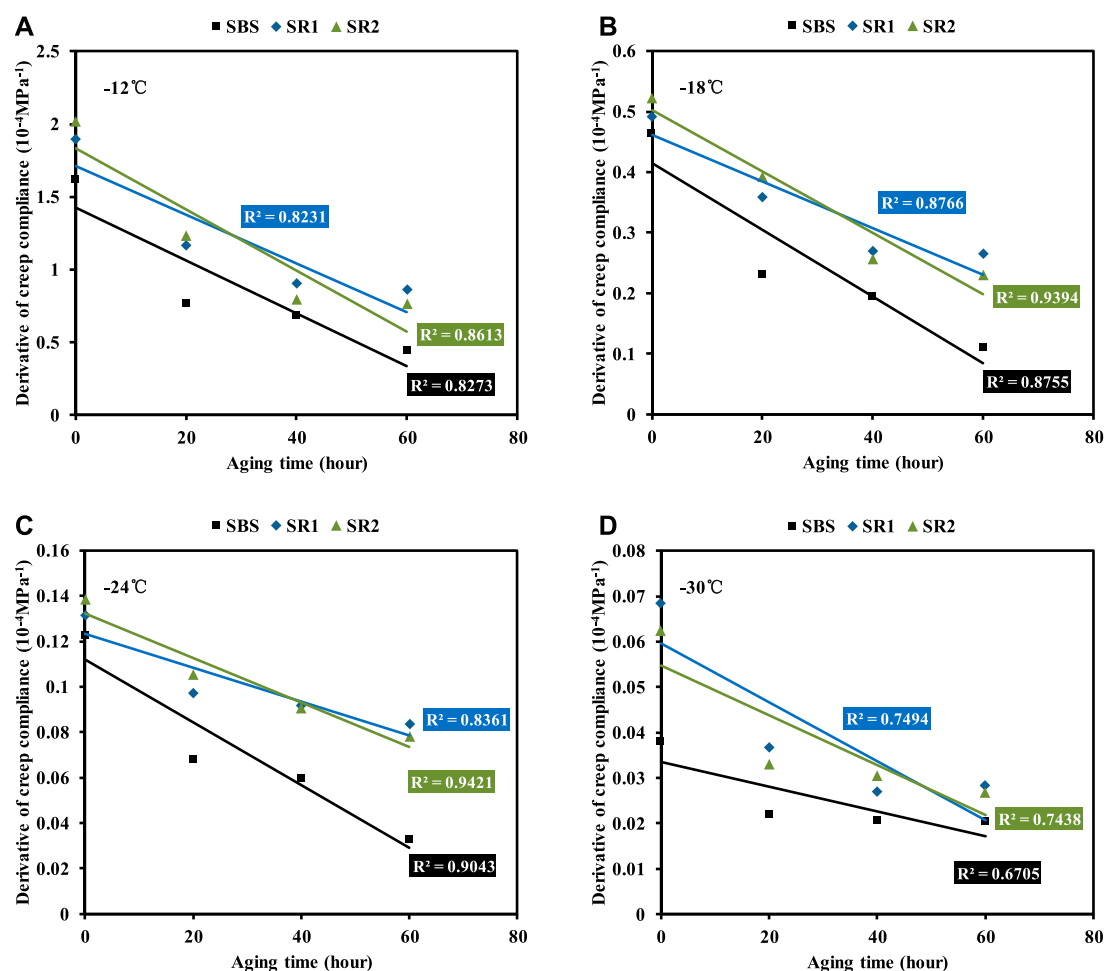 A
SBS SR1 SR2
-12℃
Derivative of creep compliance (10⁻⁴MPa⁻¹)
2.5
2
1.5
1
0.5
0
R² = 0.8231
R² = 0.8613
R² = 0.8273
0 20 40 60 80
Aging time (hour)
B
SBS SR1 SR2
-18℃
Derivative of creep compliance (10⁻⁴MPa⁻¹)
0.6
0.5
0.4
0.3
0.2
0.1
0
R² = 0.8766
R² = 0.9394
R² = 0.8755
0 20 40 60 80
Aging time (hour)
C
SBS SR1 SR2
-24℃
Derivative of creep compliance (10⁻⁴MPa⁻¹)
0.16
0.14
0.12
0.1
0.08
0.06
0.04
0.02
0
R² = 0.8361
R² = 0.9421
R² = 0.9043
0 20 40 60 80
Aging time (hour)
D
SBS SR1 SR2
-30℃
Derivative of creep compliance (10⁻⁴MPa⁻¹)
0.08
0.07
0.06
0.05
0.04
0.03
0.02
0.01
0
R² = 0.7494
R² = 0.7438
R² = 0.6705
0 20 40 60 80
Aging time (hour)